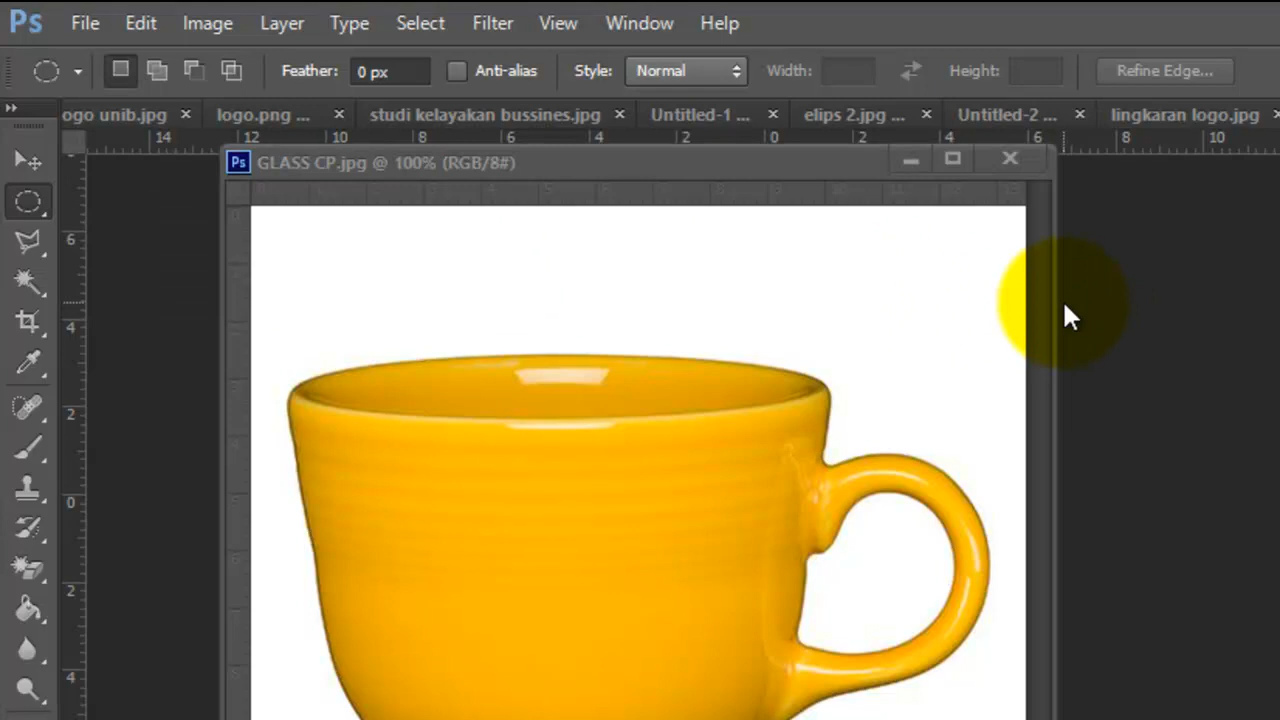 Ps File Edit Image Layer Type Select Filter View Window Help
Feather: 0 px Anti-alias Style: Normal Width: Height: Refine Edge...
ogo unib.jpg × logo.png ... × studi kelayakan bussines.jpg × Untitled-1 ... × elips 2.jpg ... × Untitled-2 ... × lingkaran logo.jpg ×
14 12 10 8 6 4 2 0 2 4 6 8 10
Ps GLASS CP.jpg @ 100% (RGB/8#)
6
4
2
0
2
4